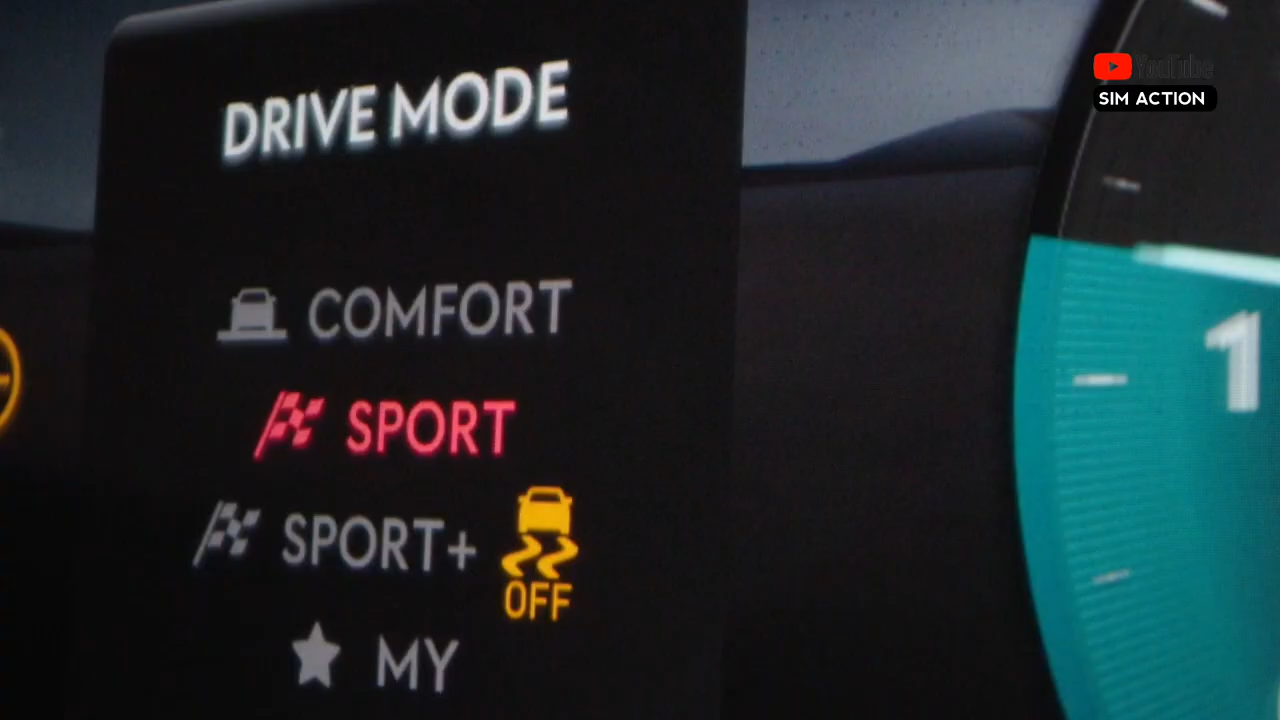 DRIVE MODE
COMFORT
SPORT
SPORT+
OFF
MY
1
YouTube
SIM ACTION